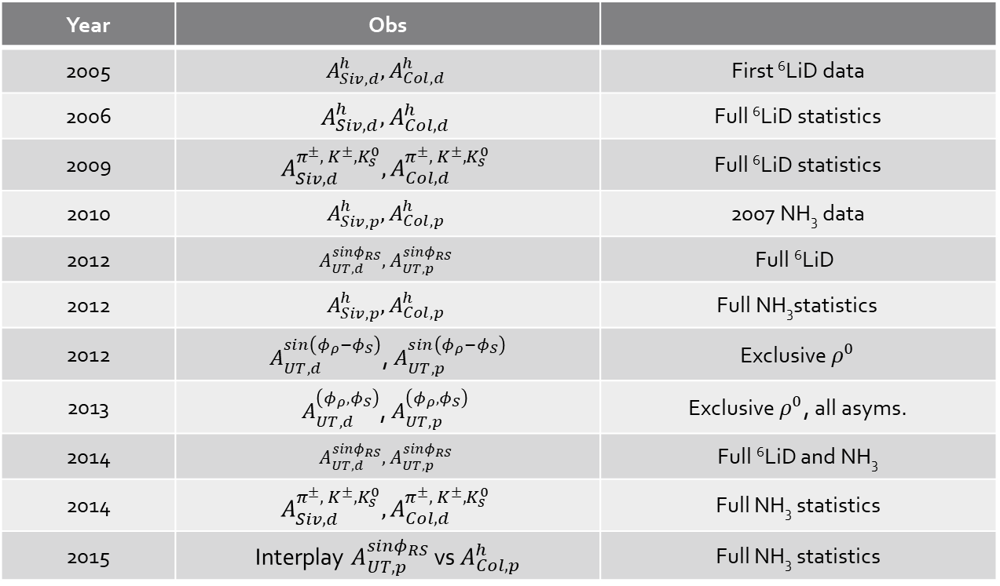 Year Obs
2005 $A^{h}_{Siv,d}, A^{h}_{Col,d}$ First $^{6}$LiD data
2006 $A^{h}_{Siv,d}, A^{h}_{Col,d}$ Full $^{6}$LiD statistics
2009 $A^{\pi^{\pm}, K^{\pm}, K^{0}_{S}}_{Siv,d}, A^{\pi^{\pm}, K^{\pm}, K^{0}_{S}}_{Col,d}$ Full $^{6}$LiD statistics
2010 $A^{h}_{Siv,p}, A^{h}_{Col,p}$ 2007 NH$_{3}$ data
2012 $A^{sin\phi_{RS}}_{UT,d}, A^{sin\phi_{RS}}_{UT,p}$ Full $^{6}$LiD
2012 $A^{h}_{Siv,p}, A^{h}_{Col,p}$ Full NH$_{3}$statistics
2012 $A^{sin(\phi_{\rho}-\phi_{S})}_{UT,d}, A^{sin(\phi_{\rho}-\phi_{S})}_{UT,p}$ Exclusive $\rho^{0}$
2013 $A^{(\phi_{\rho},\phi_{S})}_{UT,d}, A^{(\phi_{\rho},\phi_{S})}_{UT,p}$ Exclusive $\rho^{0}$, all asyms.
2014 $A^{sin\phi_{RS}}_{UT,d}, A^{sin\phi_{RS}}_{UT,p}$ Full $^{6}$LiD and NH$_{3}$
2014 $A^{\pi^{\pm}, K^{\pm}, K^{0}_{S}}_{Siv,d}, A^{\pi^{\pm}, K^{\pm}, K^{0}_{S}}_{Col,d}$ Full NH$_{3}$ statistics
2015 Interplay $A^{sin\phi_{RS}}_{UT,p}$ vs $A^{h}_{Col,p}$ Full NH$_{3}$ statistics